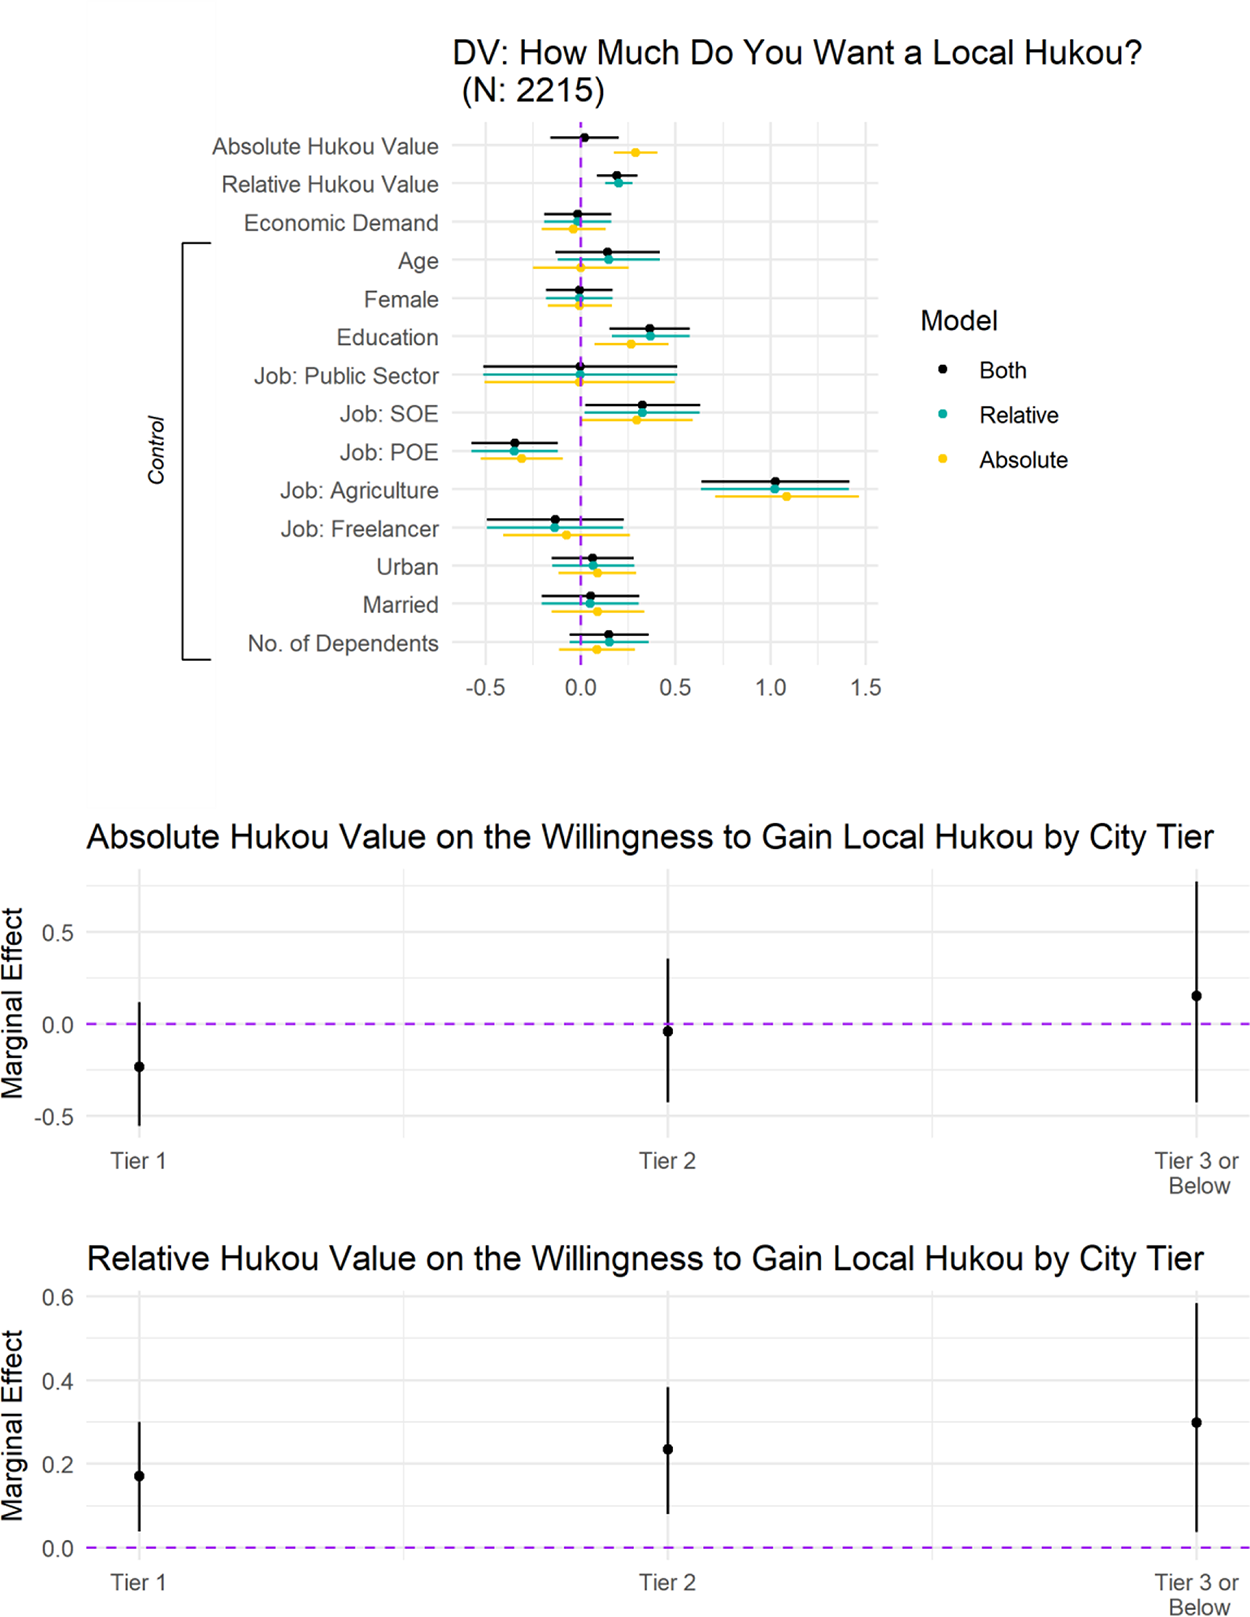 DV: How Much Do You Want a Local Hukou?
(N: 2215)
Absolute Hukou Value
Relative Hukou Value
Economic Demand
Age
Female
Education
Job: Public Sector
Job: SOE
Job: POE
Job: Agriculture
Job: Freelancer
Urban
Married
No. of Dependents
Control
-0.5 0.0 0.5 1.0 1.5
Model
Both
Relative
Absolute
Absolute Hukou Value on the Willingness to Gain Local Hukou by City Tier
Marginal Effect
0.5
0.0
-0.5
Tier 1 Tier 2 Tier 3 or
Below
Relative Hukou Value on the Willingness to Gain Local Hukou by City Tier
Marginal Effect
0.6
0.4
0.2
0.0
Tier 1 Tier 2 Tier 3 or
Below